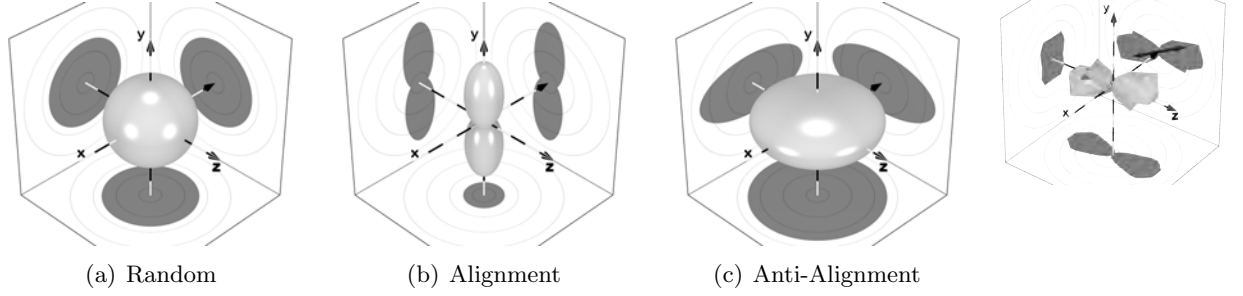 y
x
z
y
x
z
y
x
z
y
x
z
(a) Random
(b) Alignment
(c) Anti-Alignment